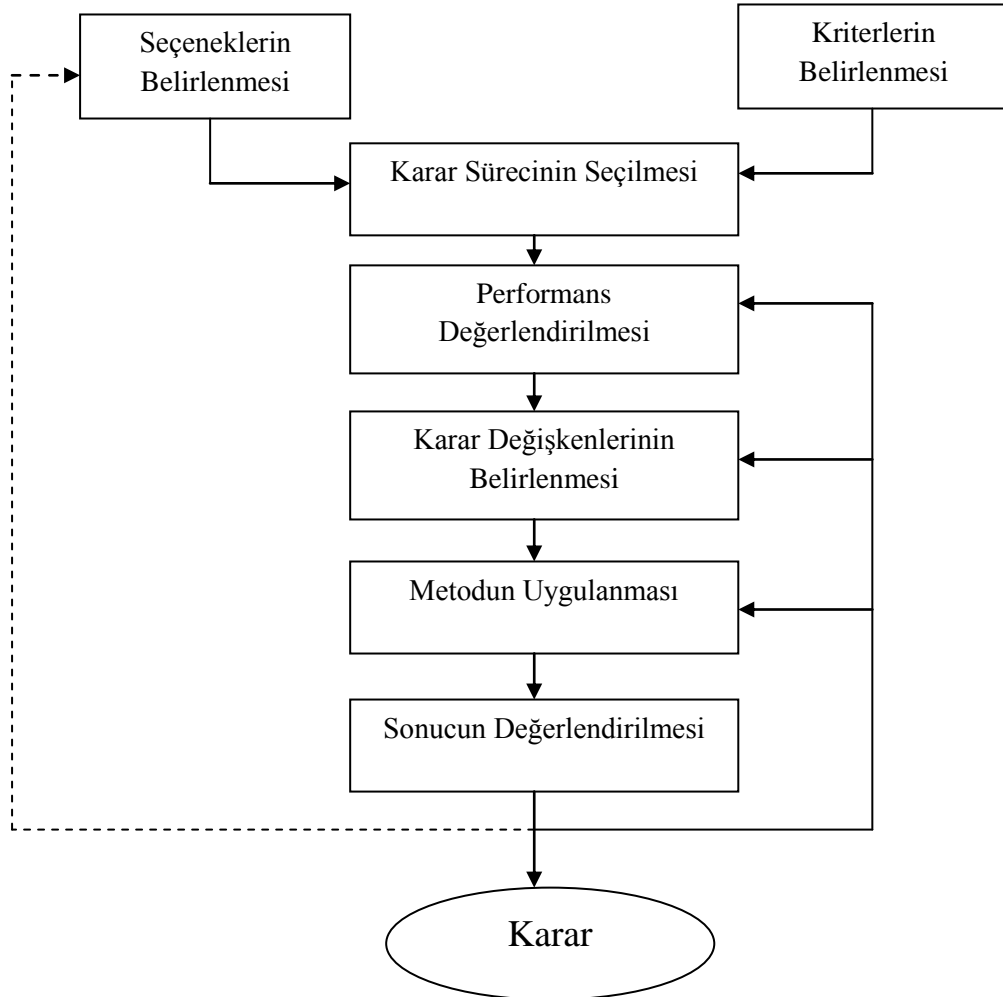 Seçeneklerin
Belirlenmesi
Kriterlerin
Belirlenmesi
Karar Sürecinin Seçilmesi
Performans
Değerlendirilmesi
Karar Değişkenlerinin
Belirlenmesi
Metodun Uygulanması
Sonucun Değerlendirilmesi
Karar